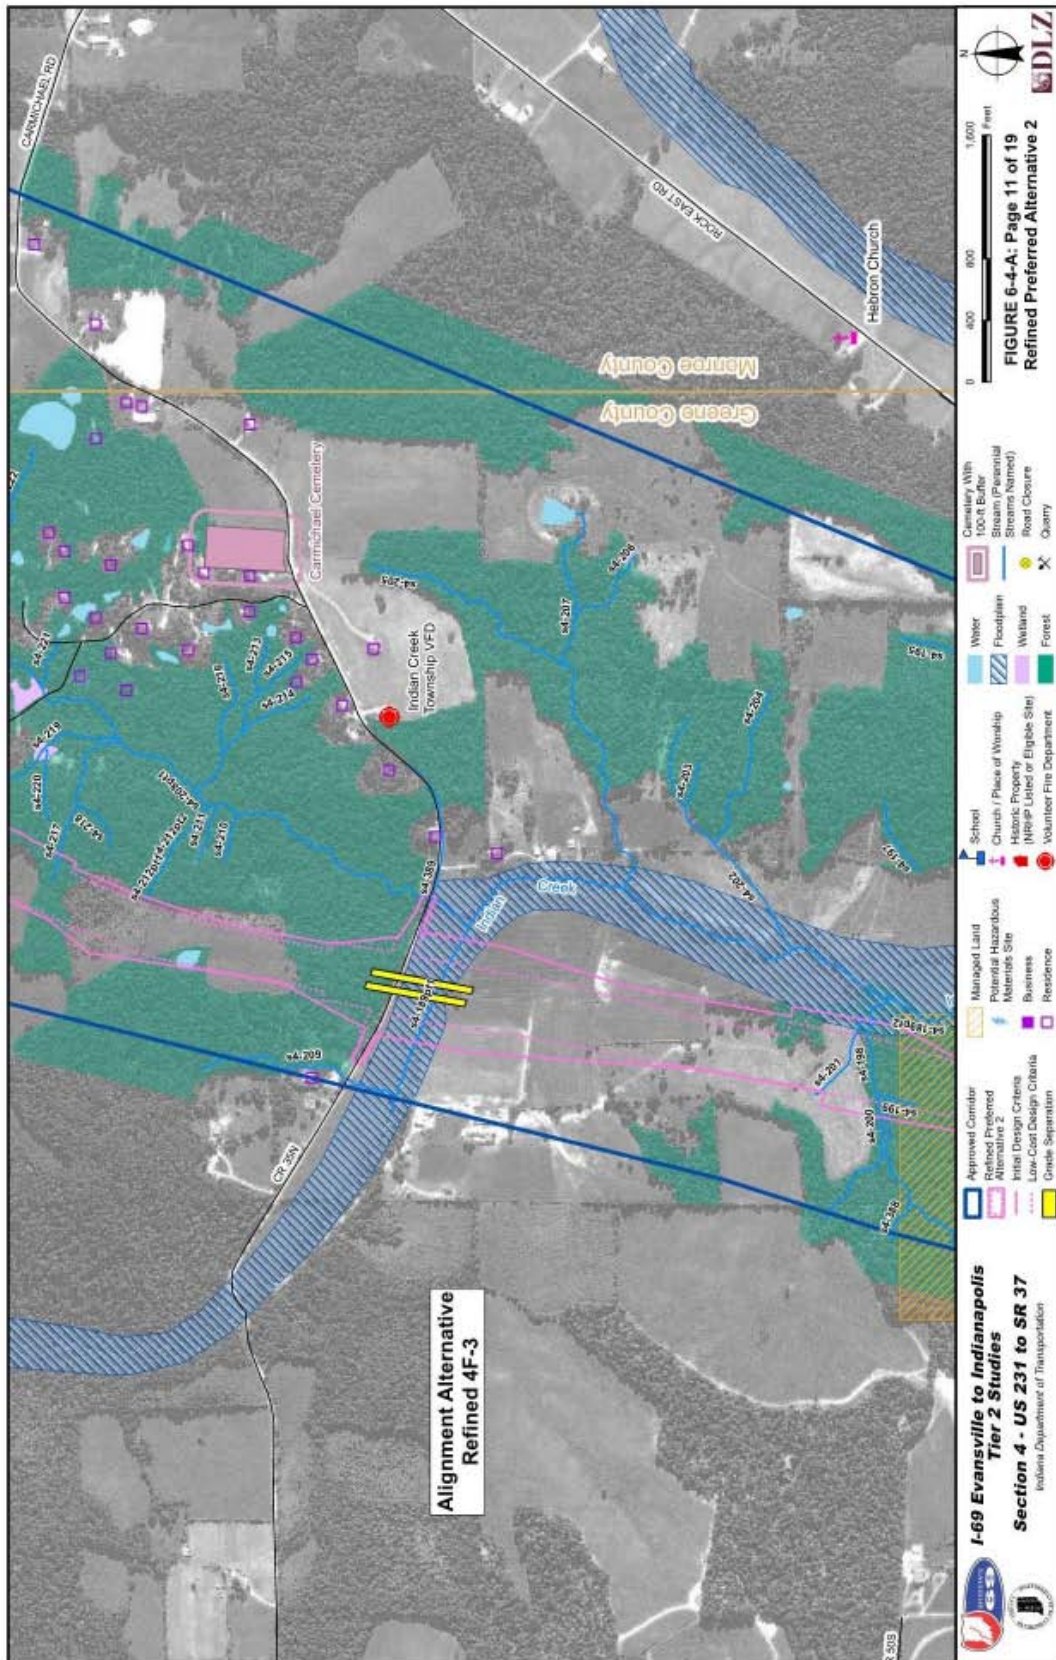 CARMICHAEL RD
ROCK EAST RD
Hebron Church
Monroe County
Greene County
Carmichael Cemetery
Indian Creek
Township VFD
CR 35N
Indian
Creek
s4-221
s4-219
s4-220
s4-217
s4-218
s4-213
s4-215
s4-214
s4-211
s4-210
s4-389
s4-209
s4-205
s4-206
s4-207
s4-204
s4-203
s4-202
s4-195
s4-197
s4-201
s4-198
s4-199
s4-200
s4-388
s4-189pt2
Alignment Alternative
Refined 4F-3
I-69 Evansville to Indianapolis
Tier 2 Studies
Section 4 - US 231 to SR 37
Indiana Department of Transportation
Approved Corridor
Refined Preferred
Alternative 2
Initial Design Criteria
Low-Cost Design Criteria
Grade Separation
Managed Land
Potential Hazardous
Materials Site
Business
Residence
School
Church / Place of Worship
Historic Property
(NRHP Listed or Eligible Site)
Volunteer Fire Department
Water
Floodplain
Wetland
Forest
Cemetery With
100-ft Buffer
Stream (Perennial
Streams Named)
Road Closure
Quarry
0 400 800 1,600
Feet
FIGURE 6-4-A: Page 11 of 19
Refined Preferred Alternative 2
N
DLZ